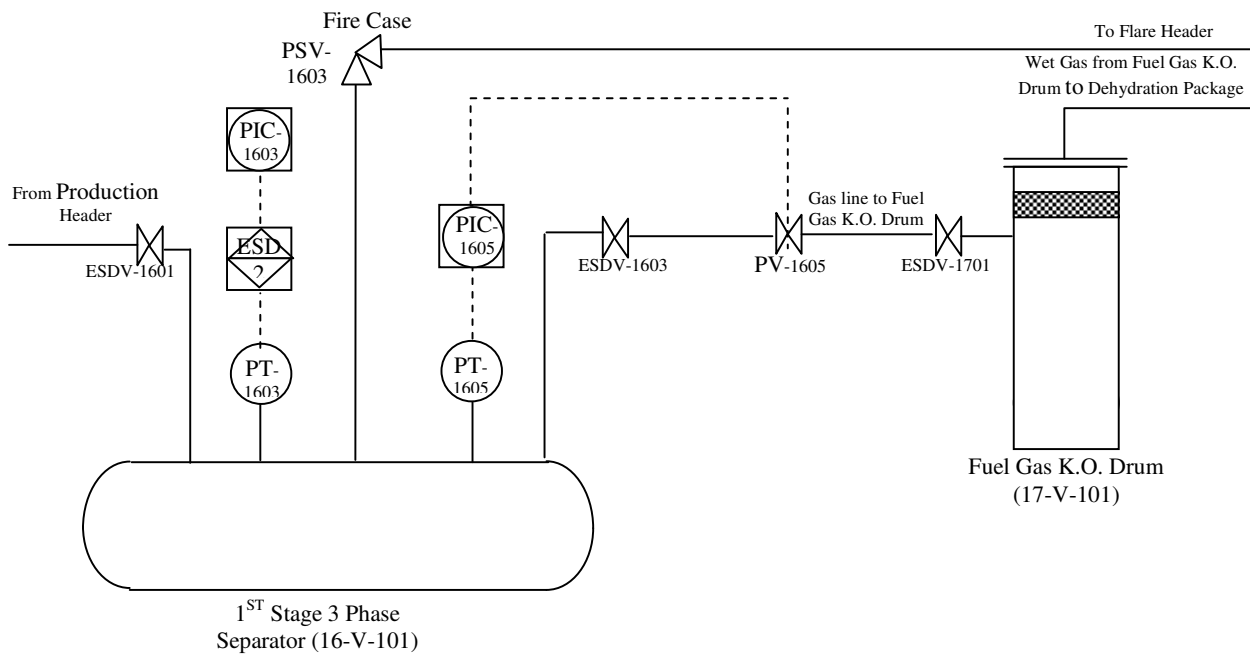 Fire Case
PSV-
1603
To Flare Header
Wet Gas from Fuel Gas K.O.
Drum to Dehydration Package
PIC-
1603
From Production
Header
ESDV-1601
ESD
2
PT-
1603
PIC-
1605
PT-
1605
ESDV-1603
PV-1605
Gas line to Fuel
Gas K.O. Drum
ESDV-1701
Fuel Gas K.O. Drum
(17-V-101)
1ST Stage 3 Phase
Separator (16-V-101)